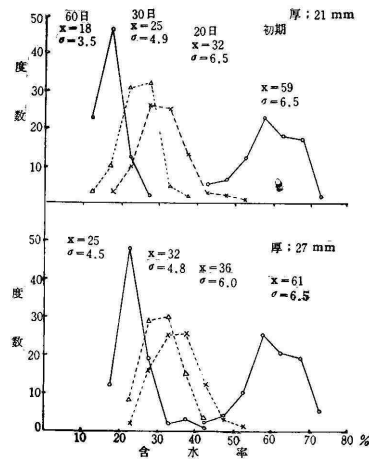 60日 30日 20日 初期 厚;21 mm
x=18 x=25 x=32 x=59
σ=3.5 σ=4.9 σ=6.5 σ=6.5
50
40
30
20
10
度数
x=25 x=32 x=36 x=61
σ=4.5 σ=4.8 σ=6.0 σ=6.5
厚:27 mm
50
40
30
20
10
0
度数
10 20 30 40 50 60 70 80 %
含水率